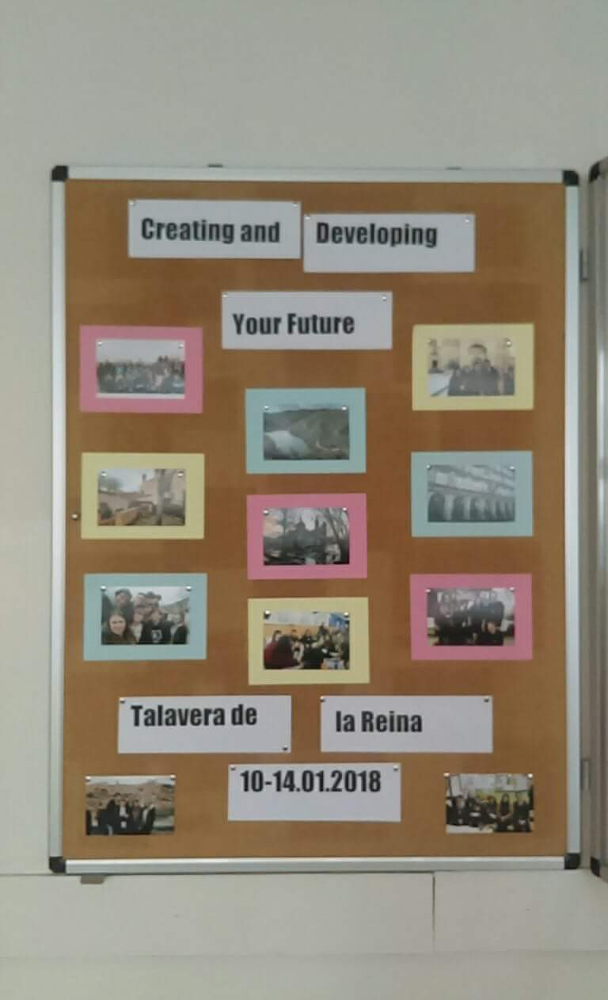 Creating and Developing
Your Future
Talavera de la Reina
10-14.01.2018